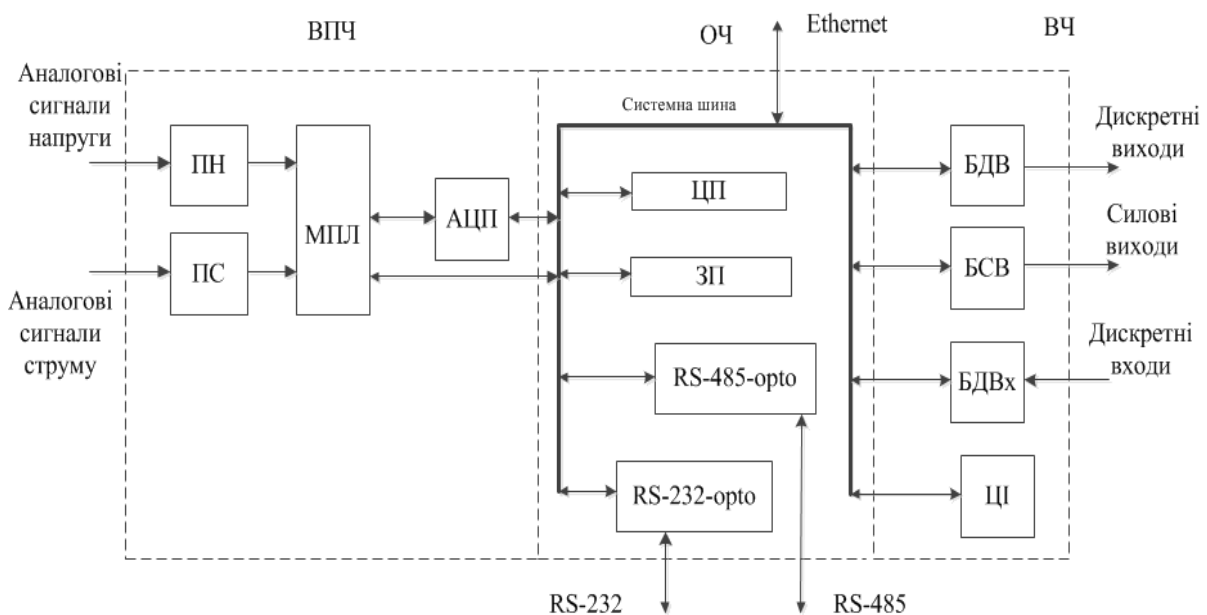 ВПЧ
ОЧ
Ethernet
ВЧ
Аналогові
сигнали
напруги
Системна шина
Дискретні
виходи
ПН
МПЛ
АЦП
ЦП
БДВ
Силові
виходи
ПС
ЗП
БСВ
Аналогові
сигнали
струму
Дискретні
входи
RS-485-opto
БДВх
RS-232-opto
ЦІ
RS-232
RS-485